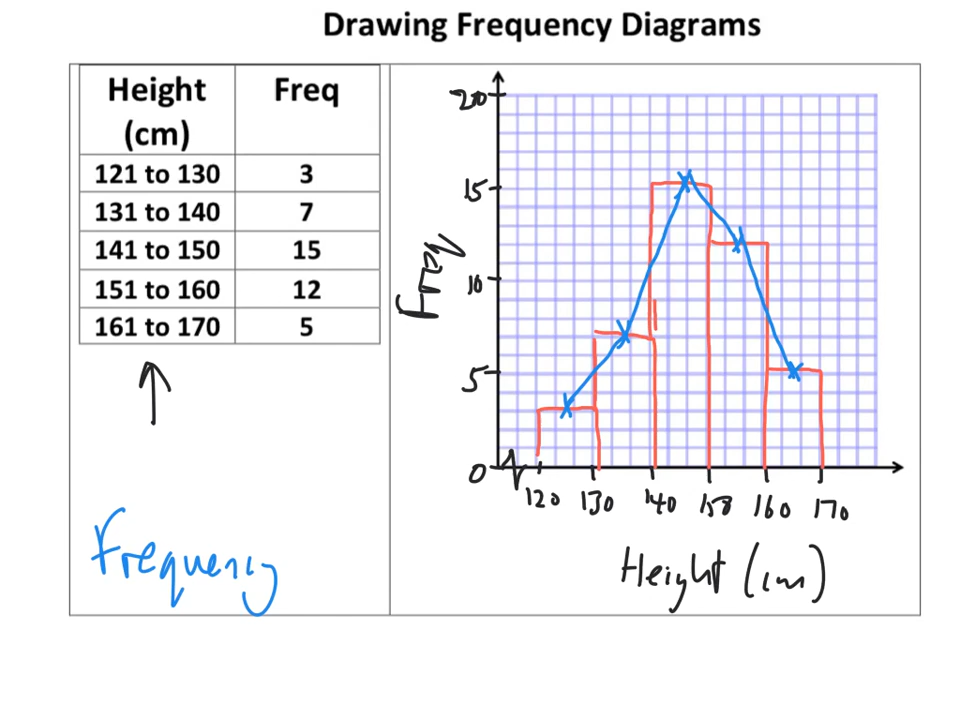 Drawing Frequency Diagrams
Height (cm) Freq
121 to 130 3
131 to 140 7
141 to 150 15
151 to 160 12
161 to 170 5
Frequency
20
15
10
5
0
120 130 140 160 170
Height (cm)